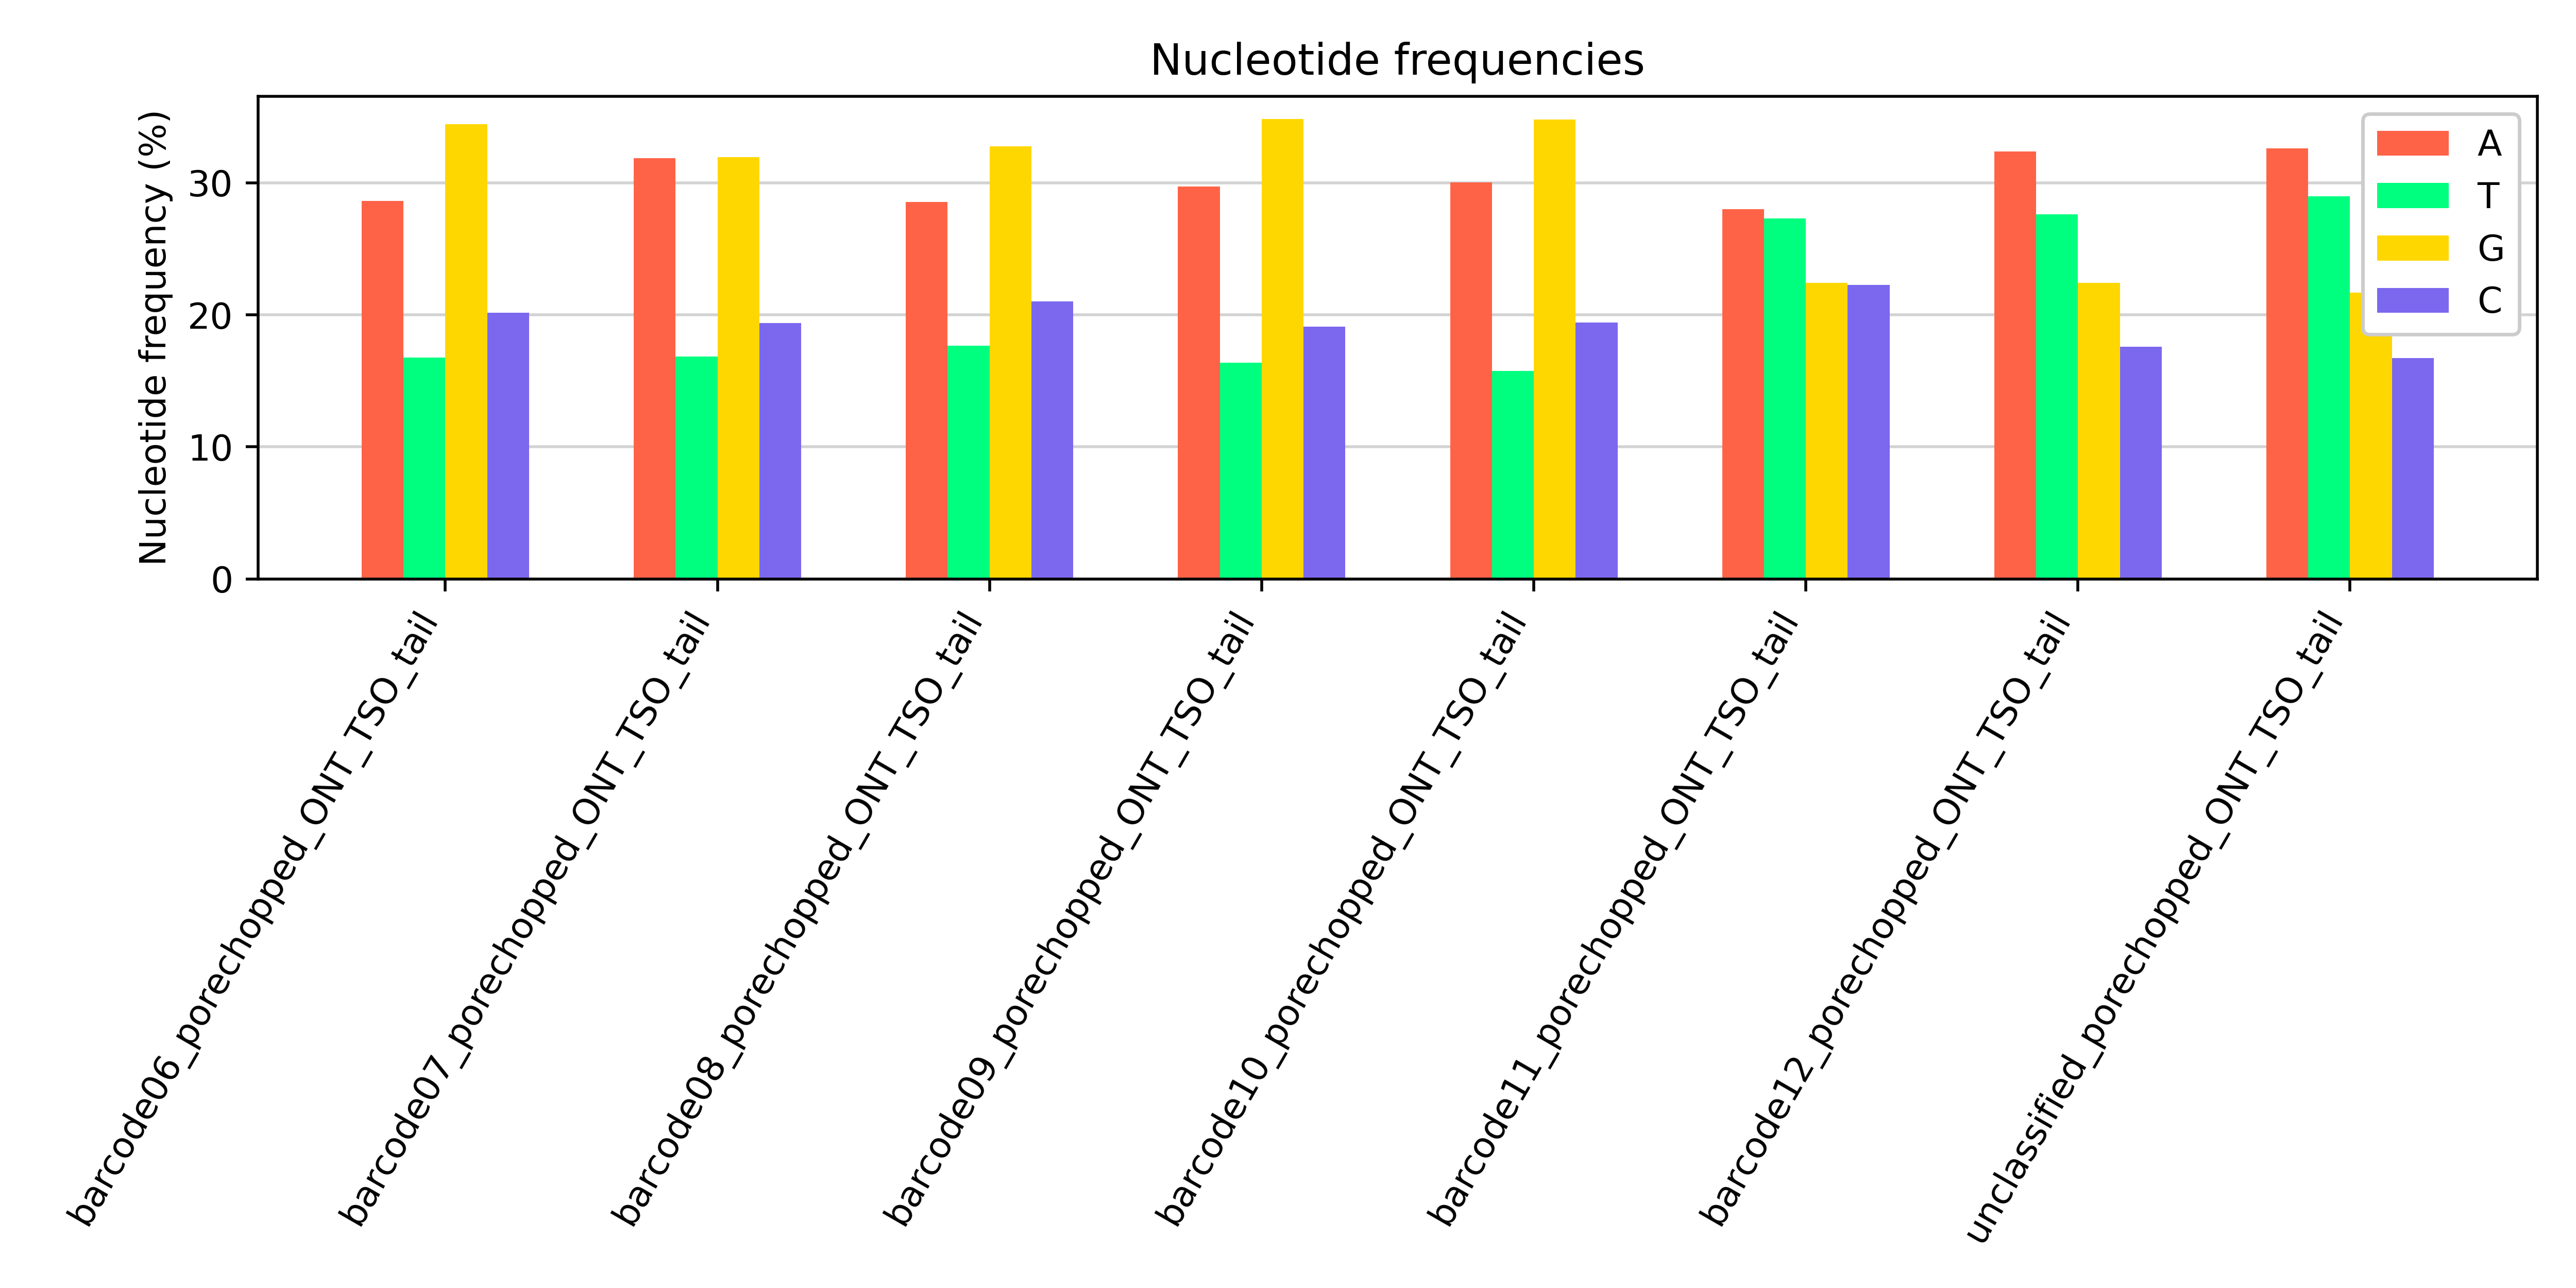 Nucleotide frequencies
Nucleotide frequency (%)
30
20
10
0
A
T
G
C
barcode06_porechopped_ONT_TSO_tail
barcode07_porechopped_ONT_TSO_tail
barcode08_porechopped_ONT_TSO_tail
barcode09_porechopped_ONT_TSO_tail
barcode10_porechopped_ONT_TSO_tail
barcode11_porechopped_ONT_TSO_tail
barcode12_porechopped_ONT_TSO_tail
unclassified_porechopped_ONT_TSO_tail